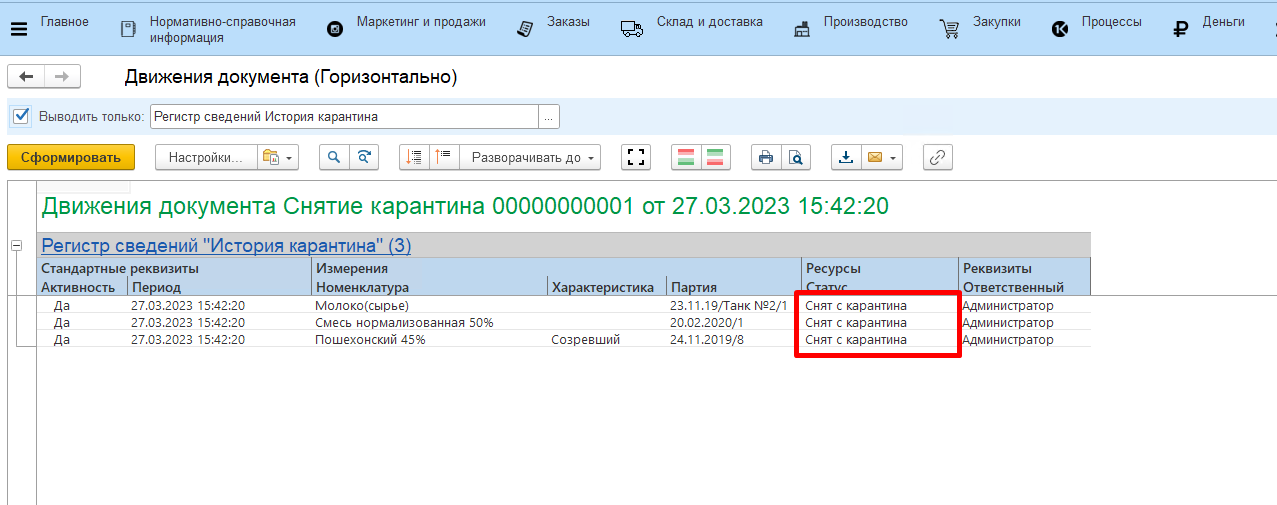 Главное
Нормативно-справочная
информация
Маркетинг и продажи
Заказы
Склад и доставка
Производство
Закупки
Процессы
Деньги
Движения документа (Горизонтально)
Выводить только: Регистр сведений История карантина ...
Сформировать Настройки... Разворачивать до
Движения документа Снятие карантина 00000000001 от 27.03.2023 15:42:20
Регистр сведений "История карантина" (3)
Стандартные реквизиты Измерения Ресурсы Реквизиты
Активность Период Номенклатура Характеристика Партия Статус Ответственный
Да 27.03.2023 15:42:20 Молоко(сырье) 23.11.19/Танк №2/1 Снят с карантина Администратор
Да 27.03.2023 15:42:20 Смесь нормализованная 50% 20.02.2020/1 Снят с карантина Администратор
Да 27.03.2023 15:42:20 Пошехонский 45% Созревший 24.11.2019/8 Снят с карантина Администратор